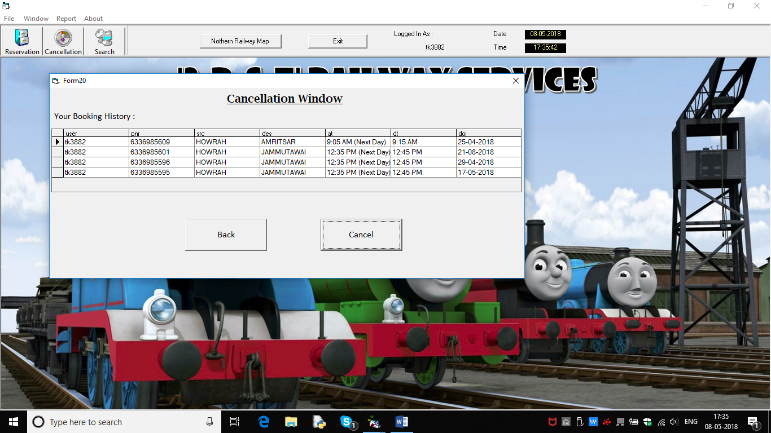 File Window Report About
Reservation Cancellation Search
Nothern Railway Map
Exit
Logged In As
tk3882
Date 08-05-2018
Time 17:35:42
RAILWAY SERVICES
Form20
Cancellation Window
Your Booking History :
user pnr src des at dt doj
tk3882 6336985609 HOWRAH AMRITSAR 9:05 AM (Next Day) 9:15 AM 25-04-2018
tk3882 6336985601 HOWRAH JAMMUTAWAI 12:35 PM (Next Day) 12:45 PM 21-08-2018
tk3882 6336985596 HOWRAH JAMMUTAWAI 12:35 PM (Next Day) 12:45 PM 29-04-2018
tk3882 6336985595 HOWRAH JAMMUTAWAI 12:35 PM (Next Day) 12:45 PM 17-05-2018
Back Cancel
Type here to search
ENG
17:35
08-05-2018